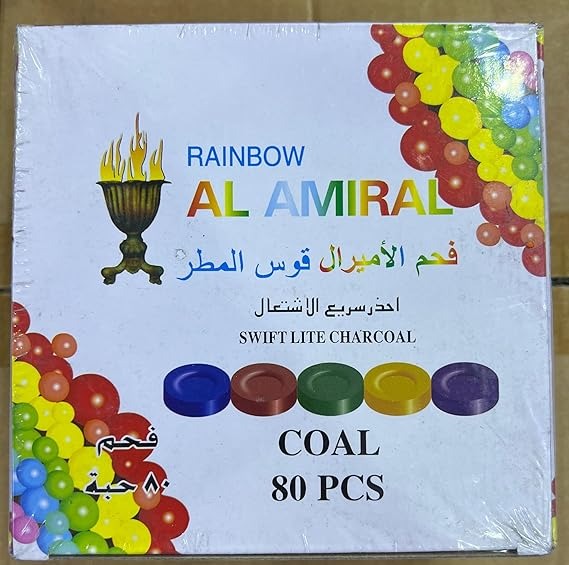 RAINBOW
AL AMIRAL
فحم الأميرال قوس المطر
احذر سريع الاشتعال
SWIFT LITE CHARCOAL
COAL
80 PCS
فحم
٨٠ حبة